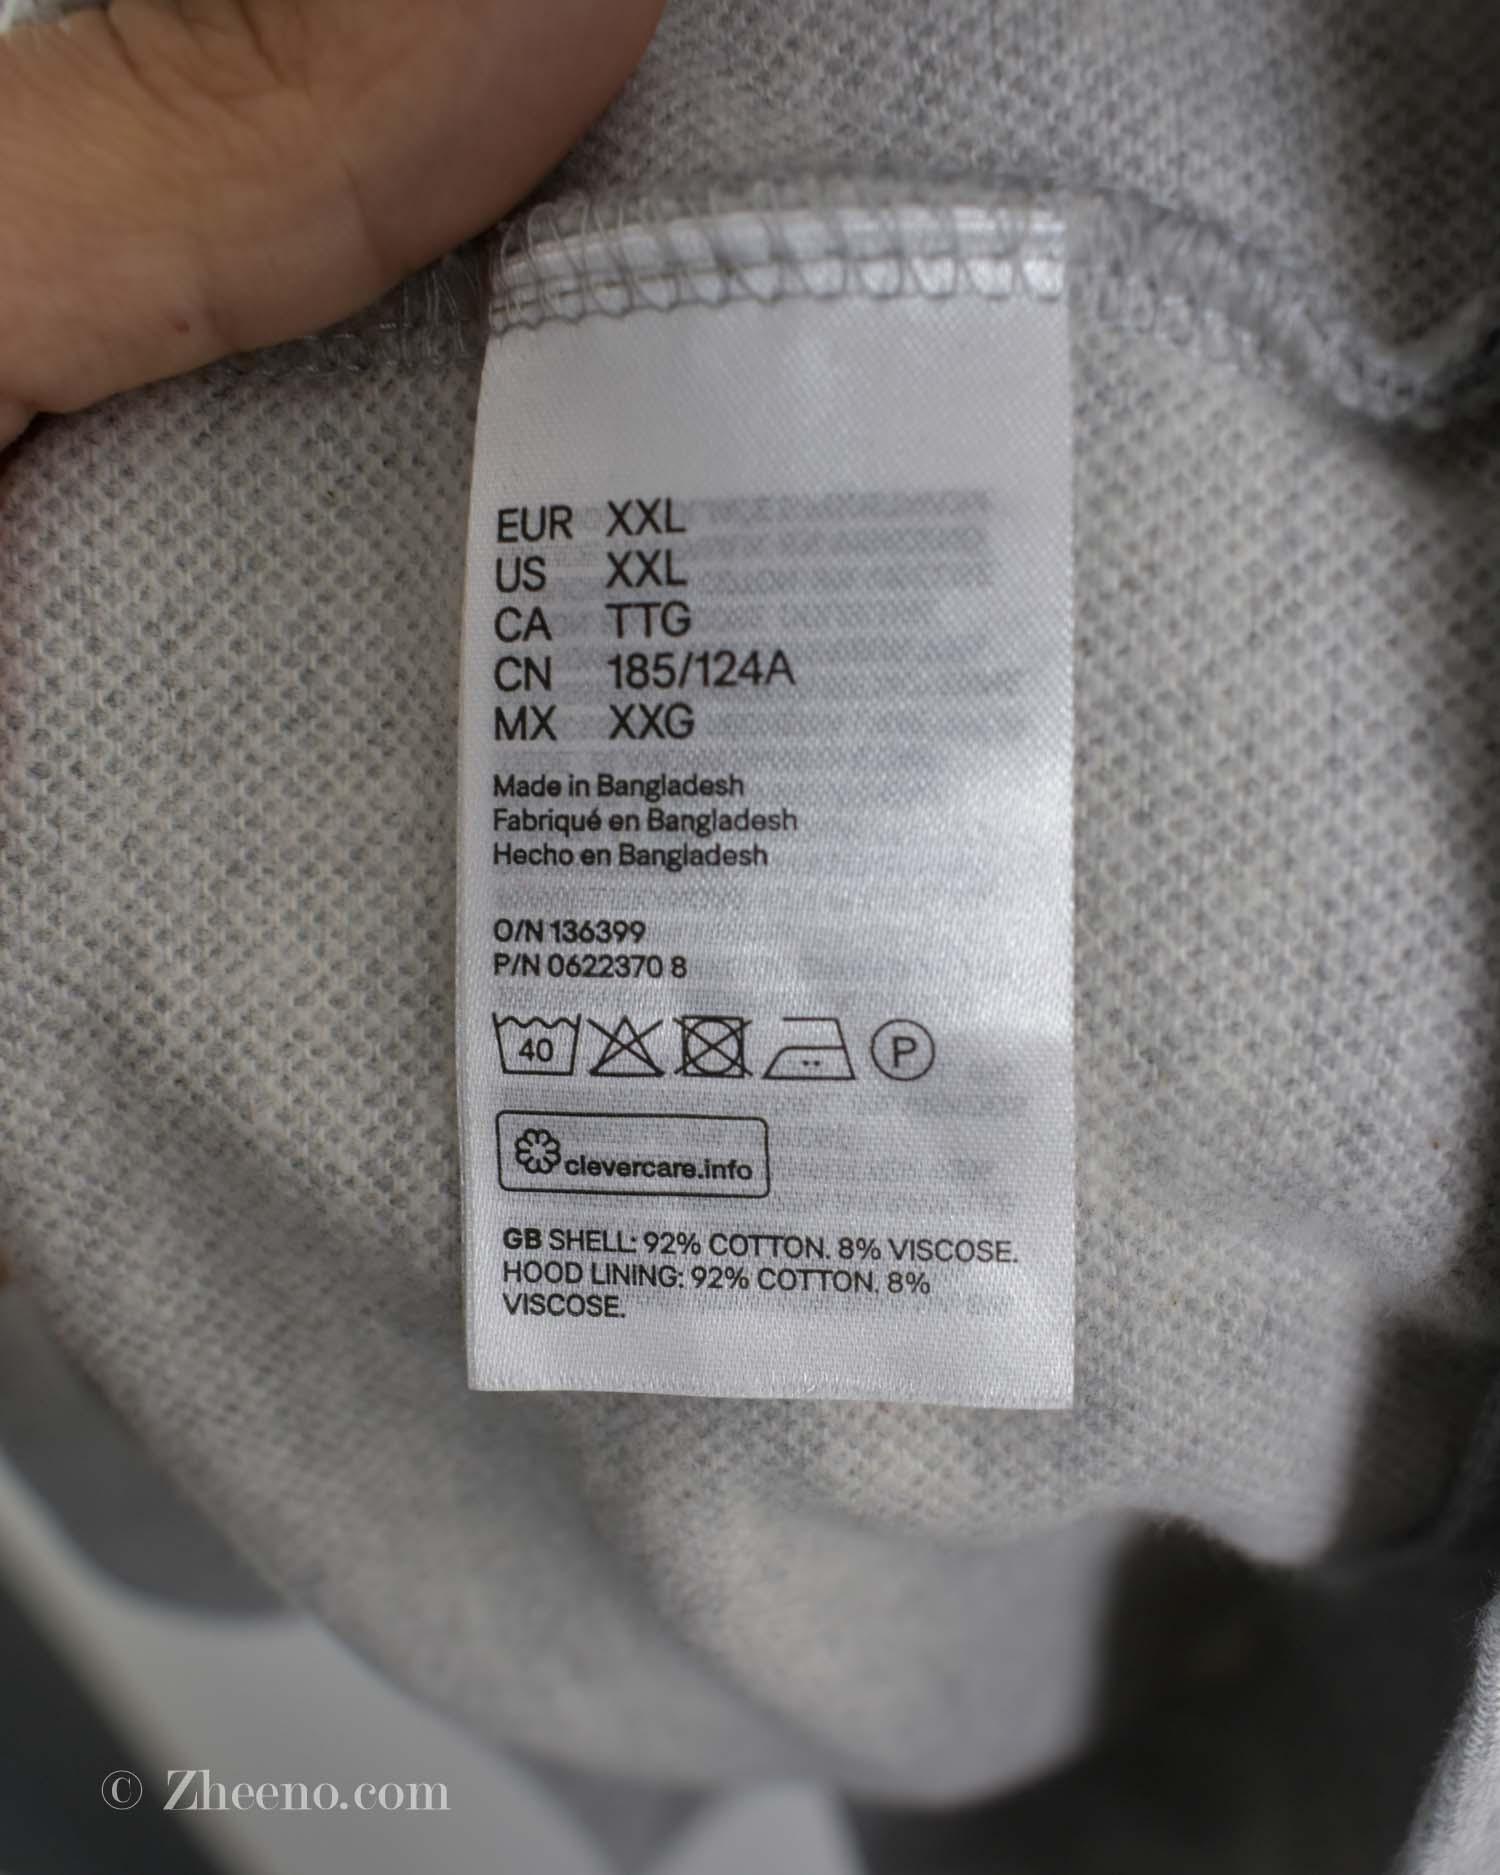 EUR XXL
US XXL
CA TTG
CN 185/124A
MX XXG
Made in Bangladesh
Fabriqué en Bangladesh
Hecho en Bangladesh
O/N 136399
P/N 0622370 8
40 P
clevercare.info
GB SHELL: 92% COTTON. 8% VISCOSE.
HOOD LINING: 92% COTTON. 8%
VISCOSE.
© Zheeno.com